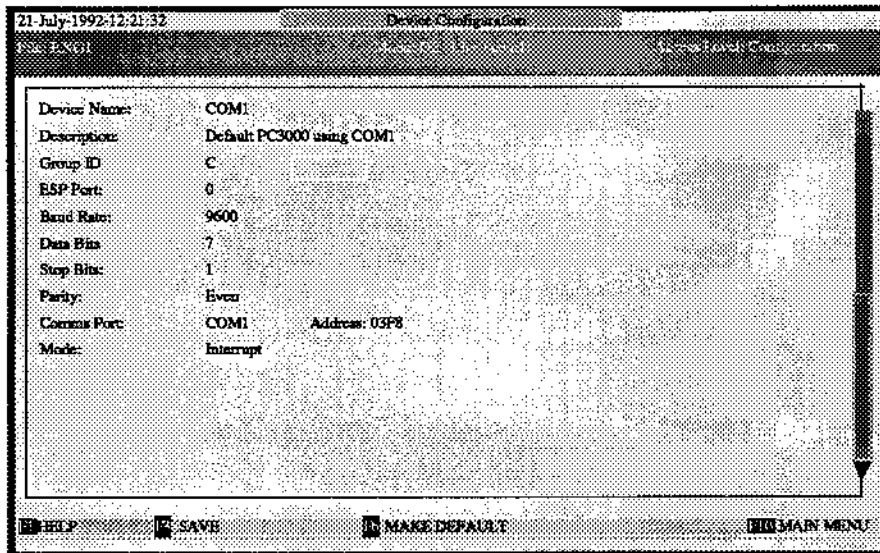 21-July-1992-12:21:32 Device Configuration
Device Name: COM1
Description: Default PC3000 using COM1
Group ID C
ESP Port: 0
Baud Rate: 9600
Data Bits 7
Stop Bits: 1
Parity: Even
Comms Port: COM1 Address: 03F8
Mode: Interrupt
HELP SAVE MAKE DEFAULT F10 MAIN MENU